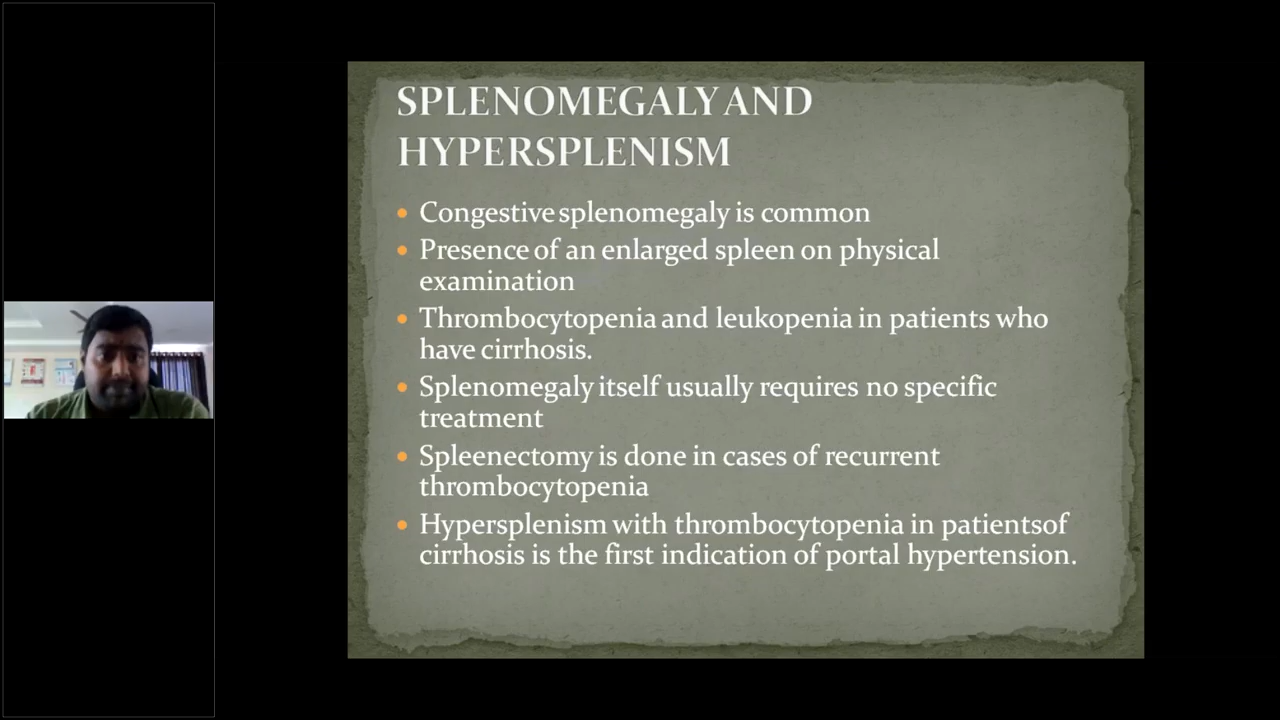 SPLENOMEGALY AND
HYPERSPLENISM
• Congestive splenomegaly is common
• Presence of an enlarged spleen on physical
examination
• Thrombocytopenia and leukopenia in patients who
have cirrhosis.
• Splenomegaly itself usually requires no specific
treatment
• Spleenectomy is done in cases of recurrent
thrombocytopenia
• Hypersplenism with thrombocytopenia in patientsof
cirrhosis is the first indication of portal hypertension.